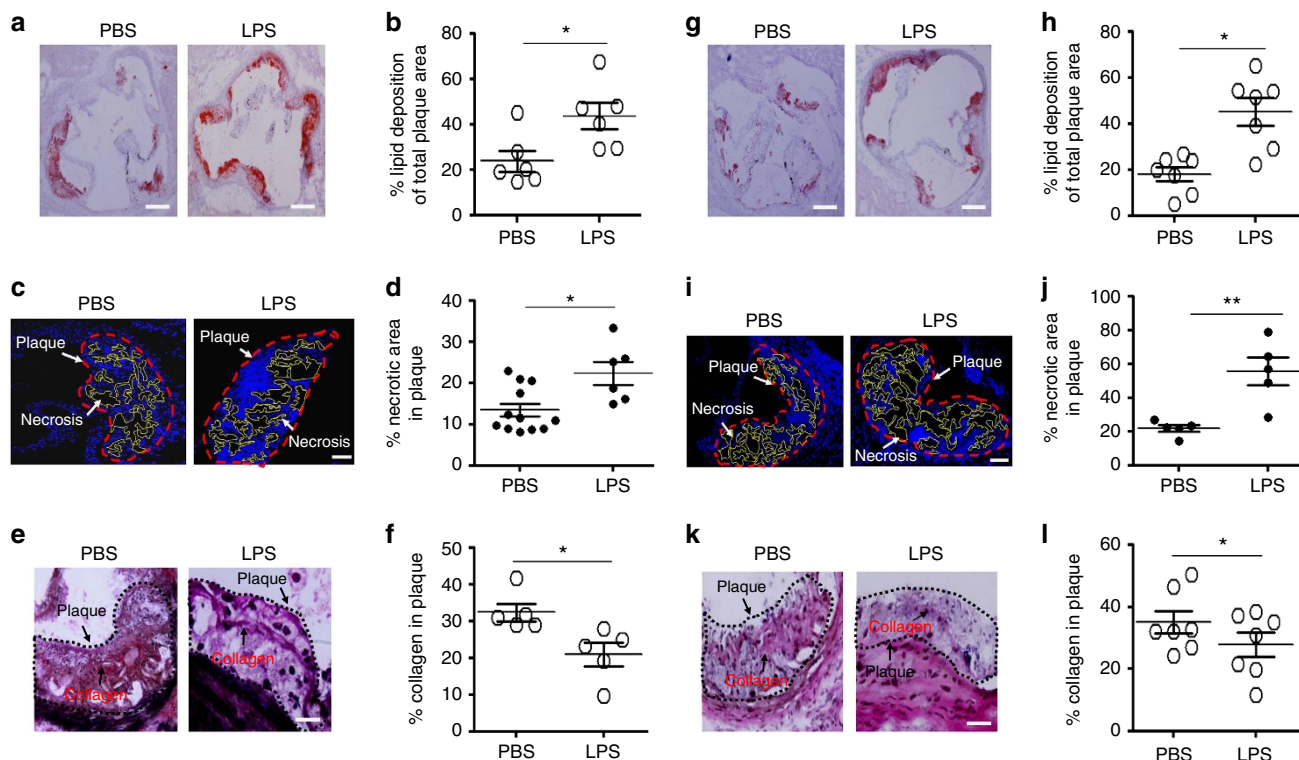 a
PBS
LPS
b
% lipid deposition
of total plaque area
80
60
40
20
0
*
PBS
LPS
g
PBS
LPS
h
% lipid deposition
of total plaque area
80
60
40
20
0
*
PBS
LPS
c
PBS
LPS
Plaque
Necrosis
Plaque
Necrosis
d
% necrotic area
in plaque
40
30
20
10
0
*
PBS
LPS
i
PBS
LPS
Plaque
Necrosis
Plaque
Necrosis
j
% necrotic area
in plaque
100
80
60
40
20
0
**
PBS
LPS
e
PBS
LPS
Plaque
Collagen
Plaque
Collagen
f
% collagen in plaque
50
40
30
20
10
0
*
PBS
LPS
k
PBS
LPS
Plaque
Collagen
Collagen
Plaque
l
% collagen in plaque
60
40
20
0
*
PBS
LPS